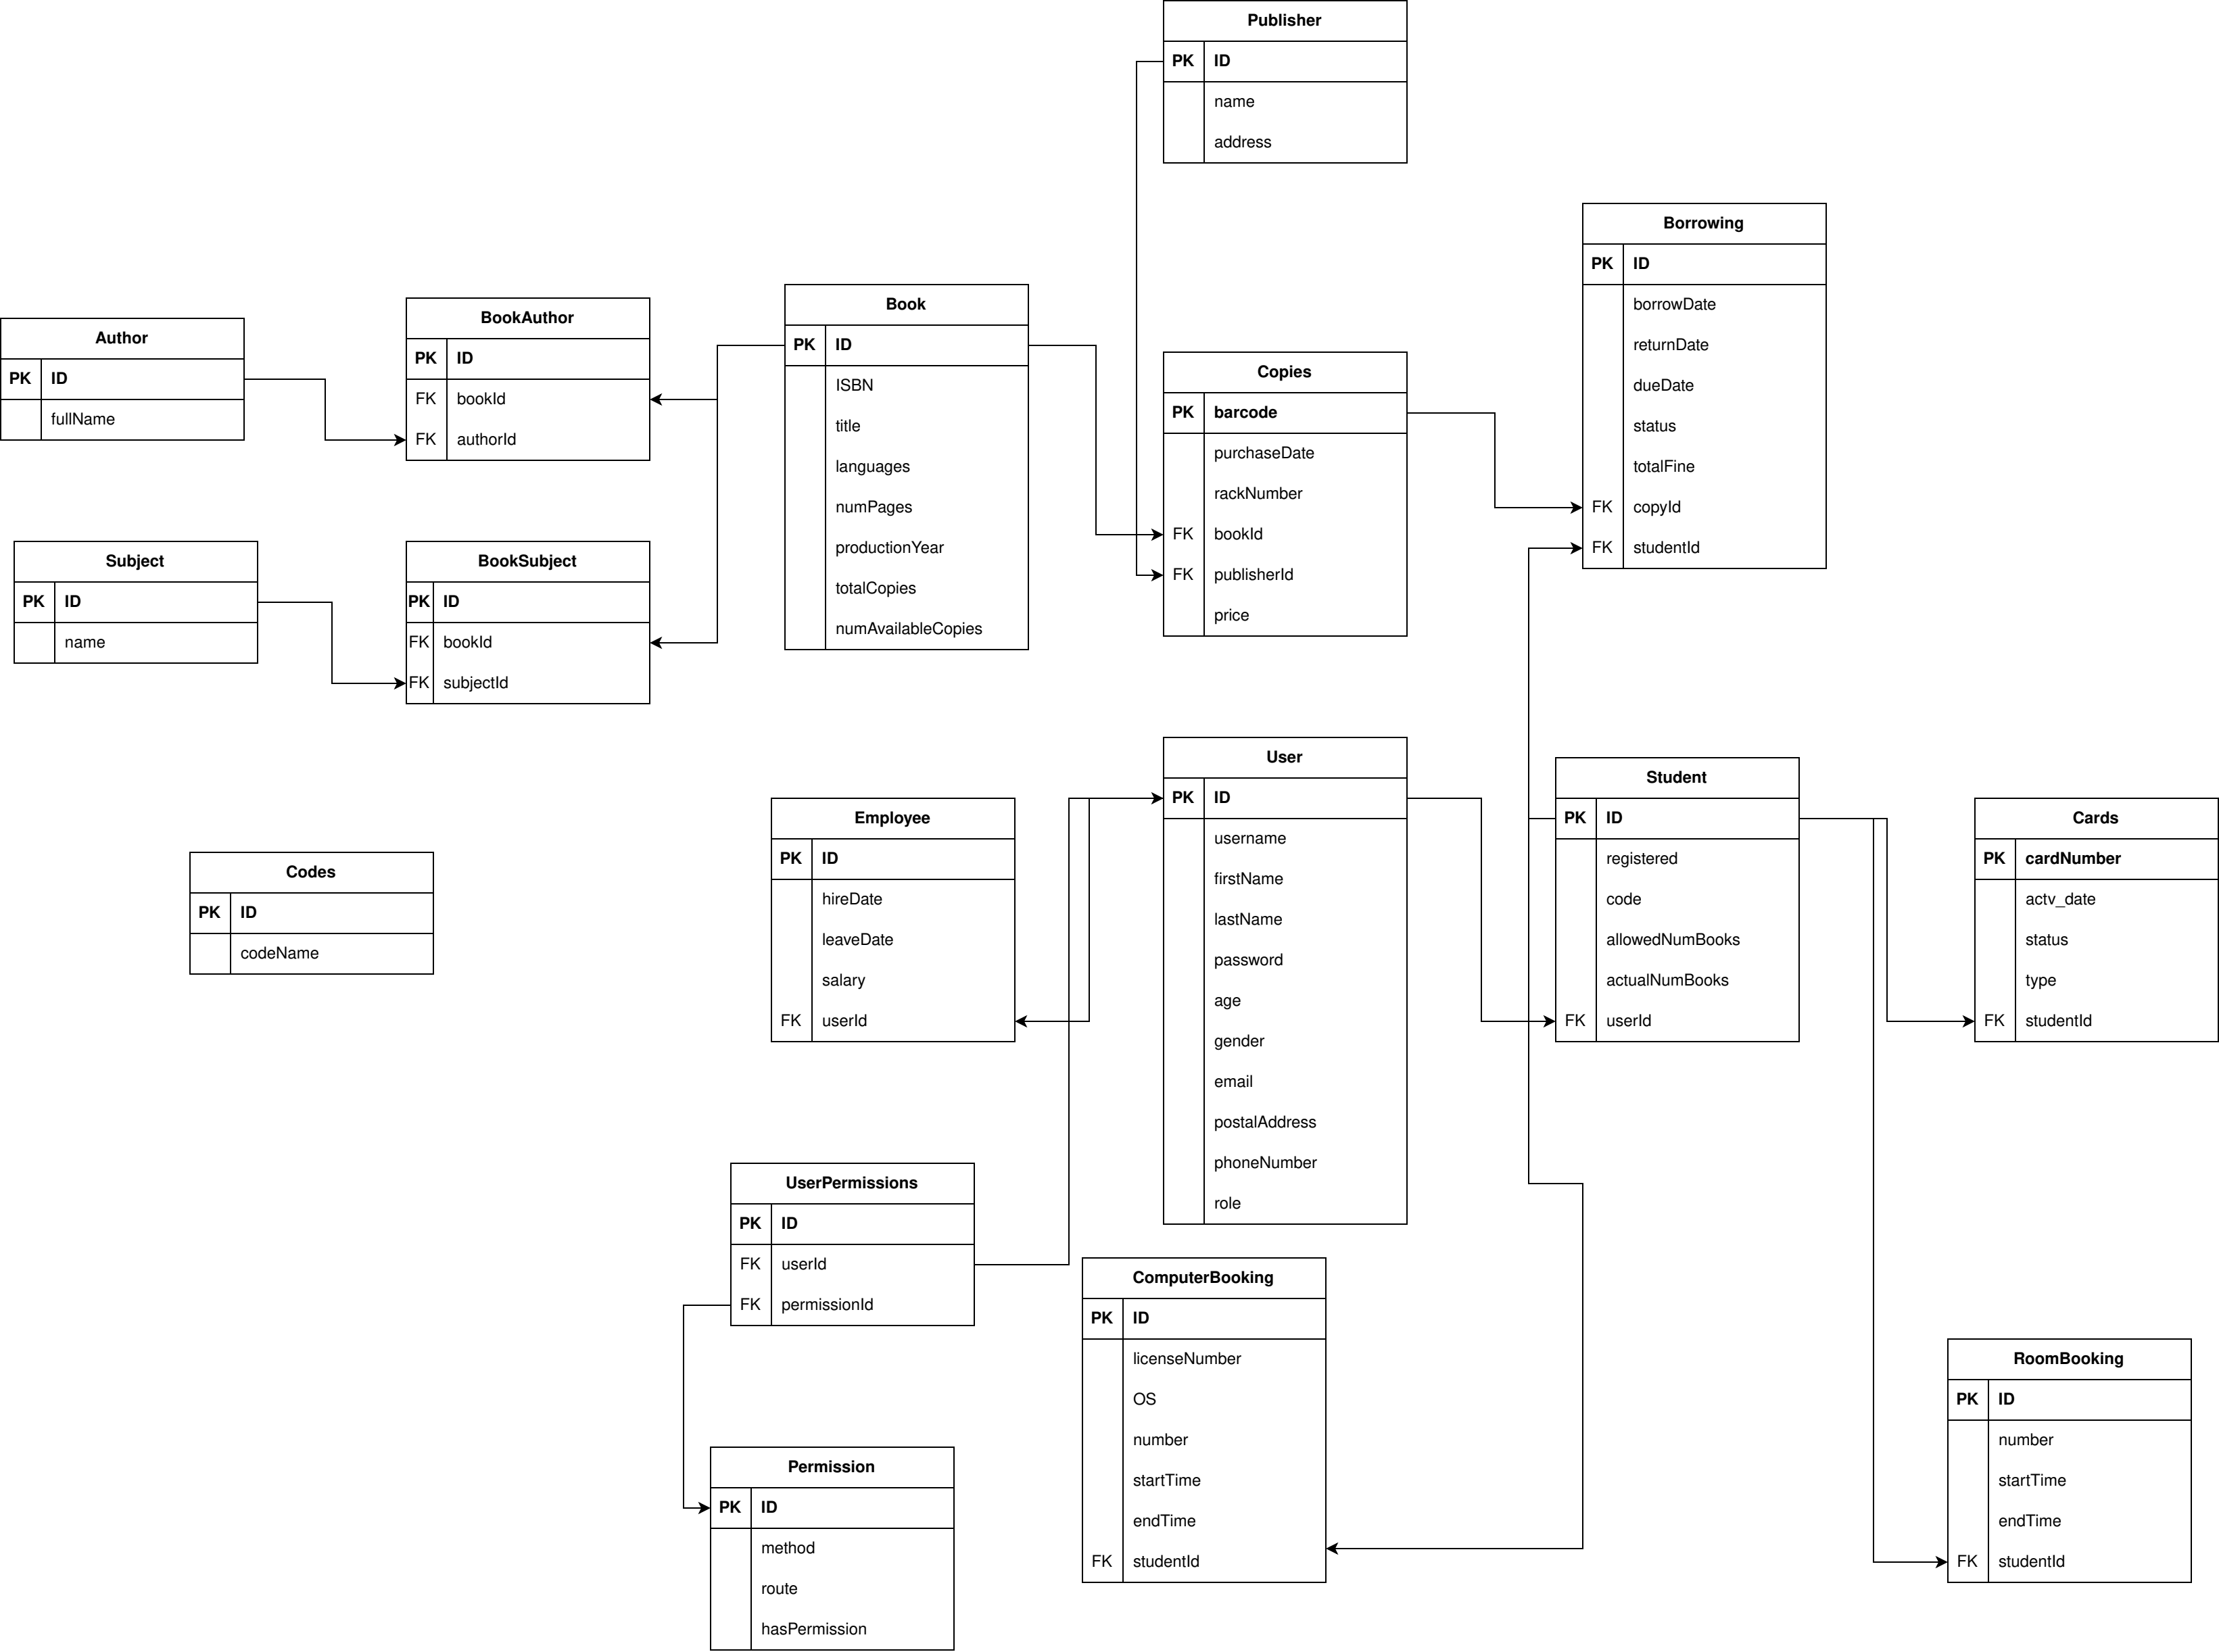 Publisher
PK ID
name
address
Borrowing
PK ID
borrowDate
returnDate
dueDate
status
totalFine
FK copyId
FK studentId
Author
PK ID
fullName
BookAuthor
PK ID
FK bookId
FK authorId
Book
PK ID
ISBN
title
languages
numPages
productionYear
totalCopies
numAvailableCopies
Copies
PK barcode
purchaseDate
rackNumber
FK bookId
FK publisherId
price
Subject
PK ID
name
BookSubject
PK ID
FK bookId
FK subjectId
Codes
PK ID
codeName
Employee
PK ID
hireDate
leaveDate
salary
FK userId
User
PK ID
username
firstName
lastName
password
age
gender
email
postalAddress
phoneNumber
role
Student
PK ID
registered
code
allowedNumBooks
actualNumBooks
FK userId
Cards
PK cardNumber
actv_date
status
type
FK studentId
UserPermissions
PK ID
FK userId
FK permissionId
ComputerBooking
PK ID
licenseNumber
OS
number
startTime
endTime
FK studentId
RoomBooking
PK ID
number
startTime
endTime
FK studentId
Permission
PK ID
method
route
hasPermission